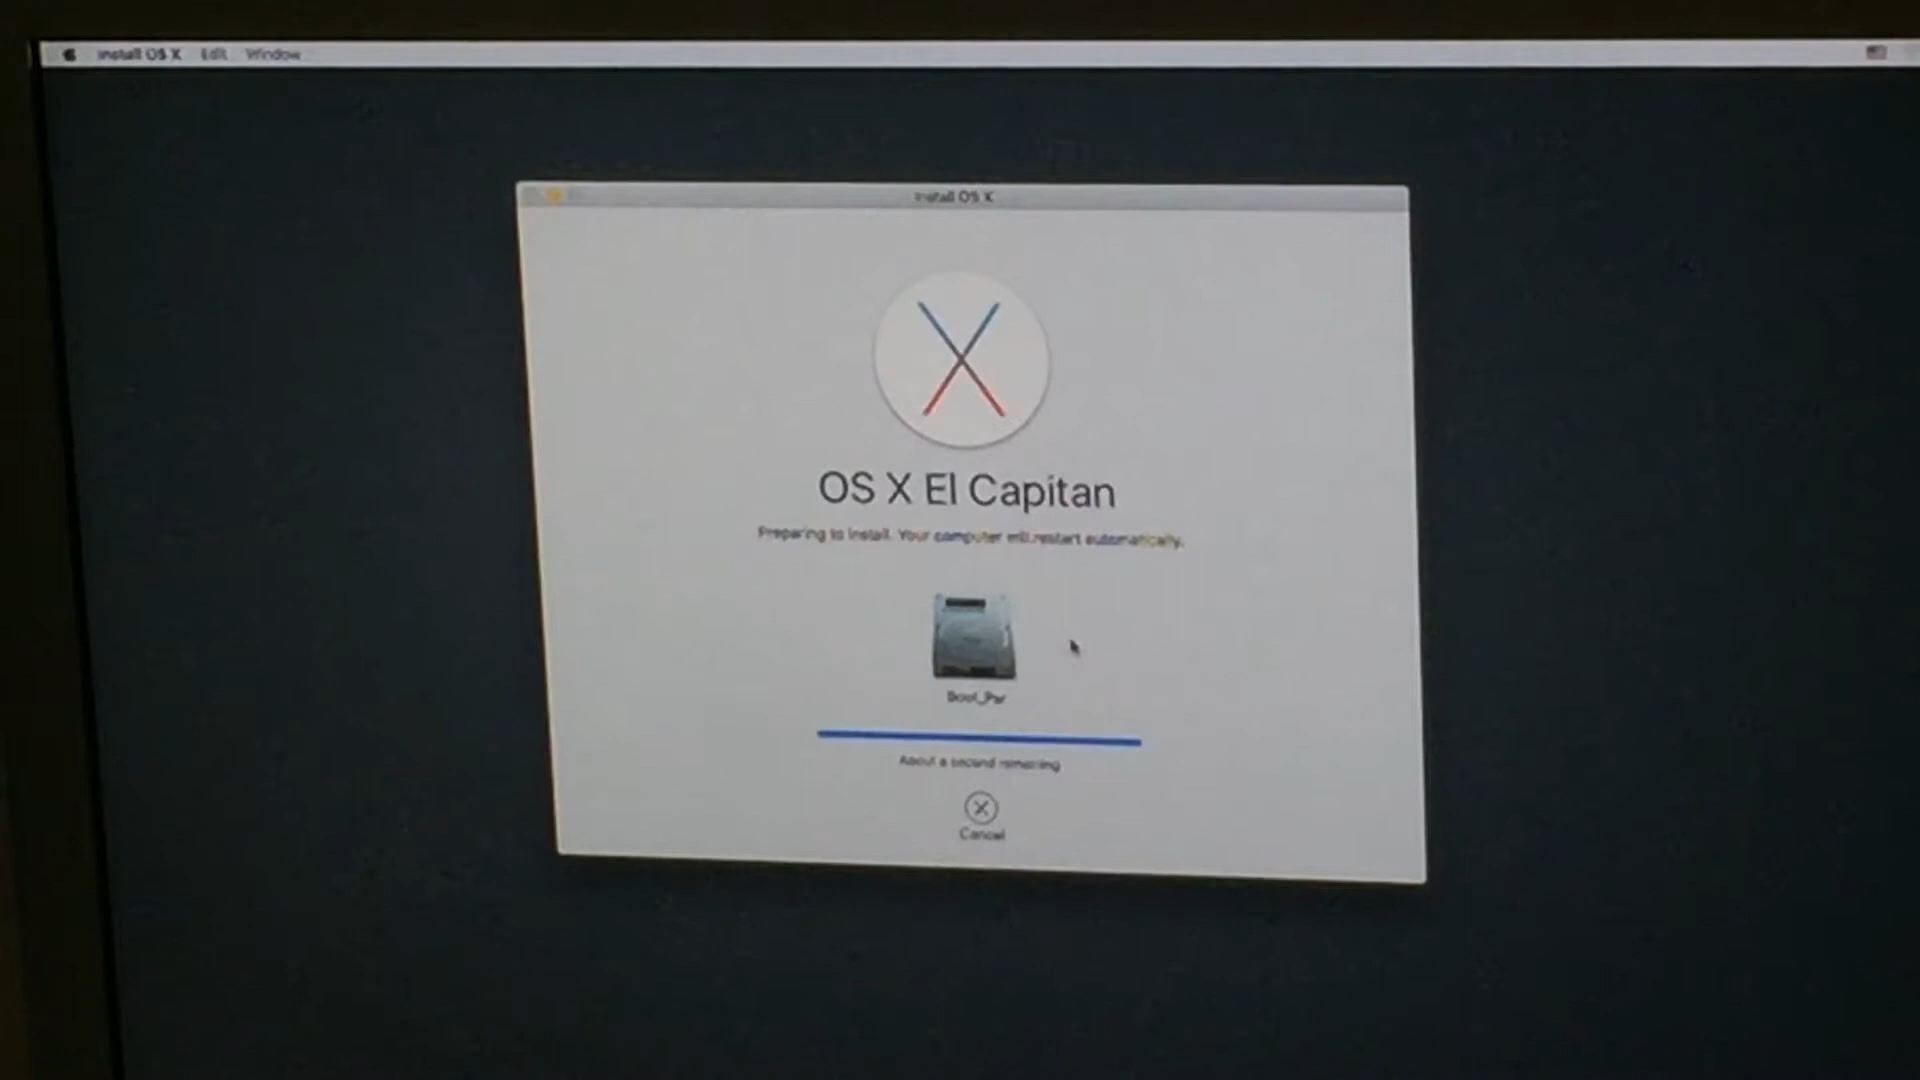 Install OS X Edit Window
Install OS X
OS X El Capitan
Preparing to install. Your computer will restart automatically.
Boot_Par
About a second remaining
Cancel